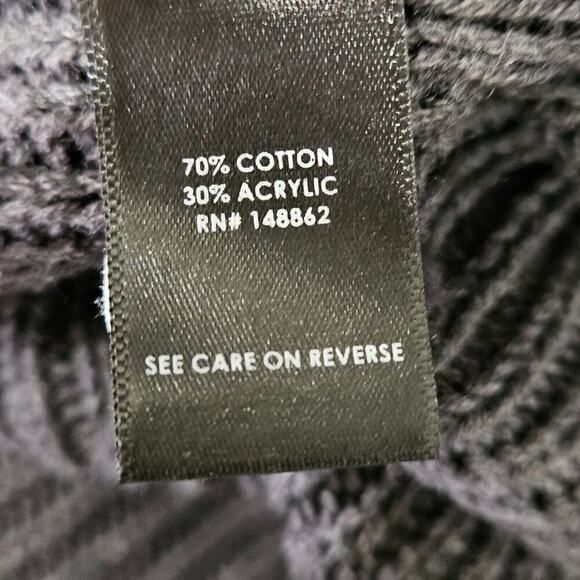 70% COTTON
30% ACRYLIC
RN# 148862
SEE CARE ON REVERSE